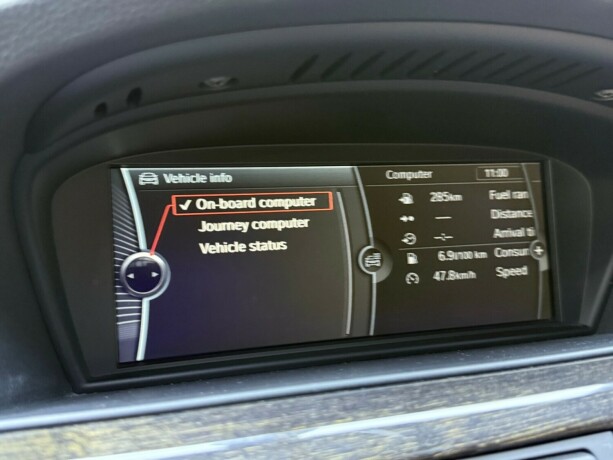 Vehicle info
✓ On-board computer
Journey computer
Vehicle status
Computer 11:00
285km Fuel ran
--- Distance
-:- Arrival ti
6.9l/100 km Consur
47.8km/h Speed
+